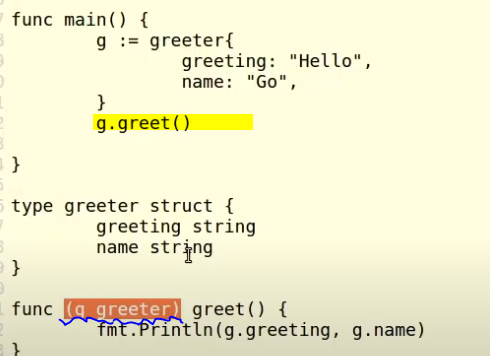 func main() {
g := greeter{
greeting: "Hello",
name: "Go",
}
g.greet()
}
type greeter struct {
greeting string
name string
}
func (g greeter) greet() {
fmt.Println(g.greeting, g.name)
}